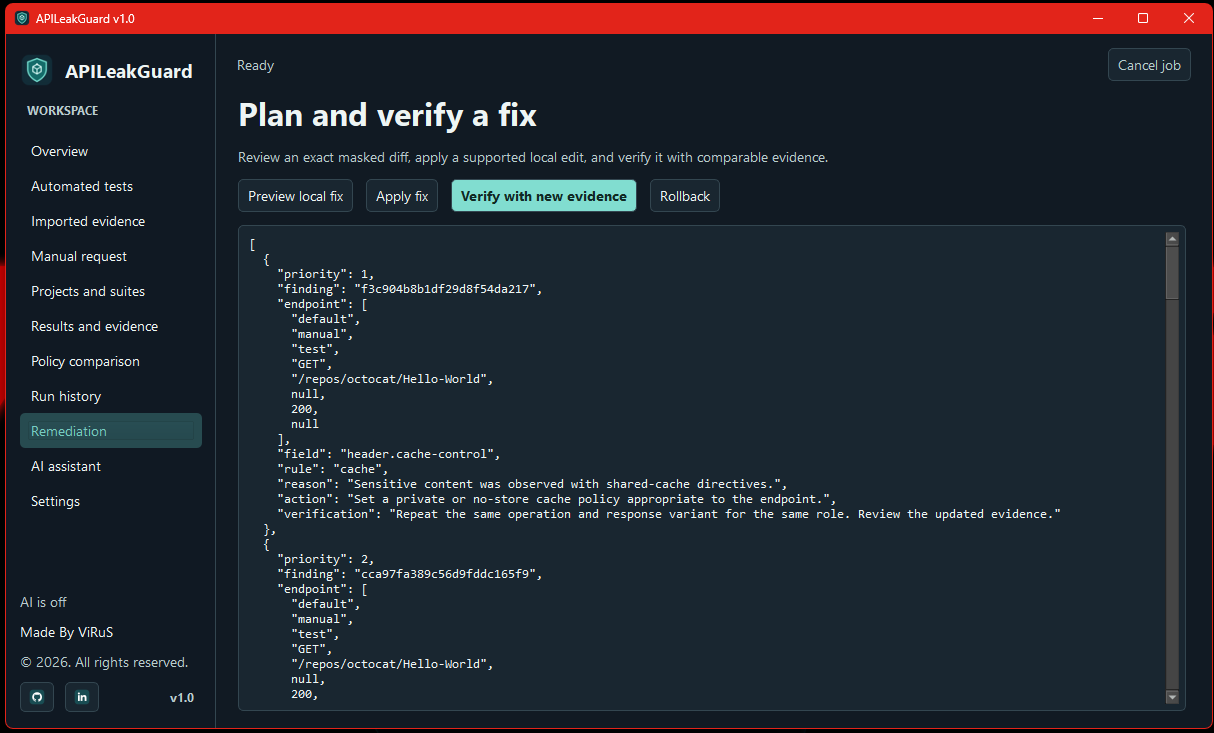 APILeakGuard v1.0
APILeakGuard
WORKSPACE
Overview
Automated tests
Imported evidence
Manual request
Projects and suites
Results and evidence
Policy comparison
Run history
Remediation
AI assistant
Settings
AI is off
Made By ViRuS
© 2026. All rights reserved.
in
v1.0
Ready
Cancel job
Plan and verify a fix
Review an exact masked diff, apply a supported local edit, and verify it with comparable evidence.
Preview local fix
Apply fix
Verify with new evidence
Rollback
[
  {
    "priority": 1,
    "finding": "f3c904b8b1df29d8f54da217",
    "endpoint": [
      "default",
      "manual",
      "test",
      "GET",
      "/repos/octocat/Hello-World",
      null,
      200,
      null
    ],
    "field": "header.cache-control",
    "rule": "cache",
    "reason": "Sensitive content was observed with shared-cache directives.",
    "action": "Set a private or no-store cache policy appropriate to the endpoint.",
    "verification": "Repeat the same operation and response variant for the same role. Review the updated evidence."
  },
  {
    "priority": 2,
    "finding": "cca97fa389c56d9fddc165f9",
    "endpoint": [
      "default",
      "manual",
      "test",
      "GET",
      "/repos/octocat/Hello-World",
      null,
      200,